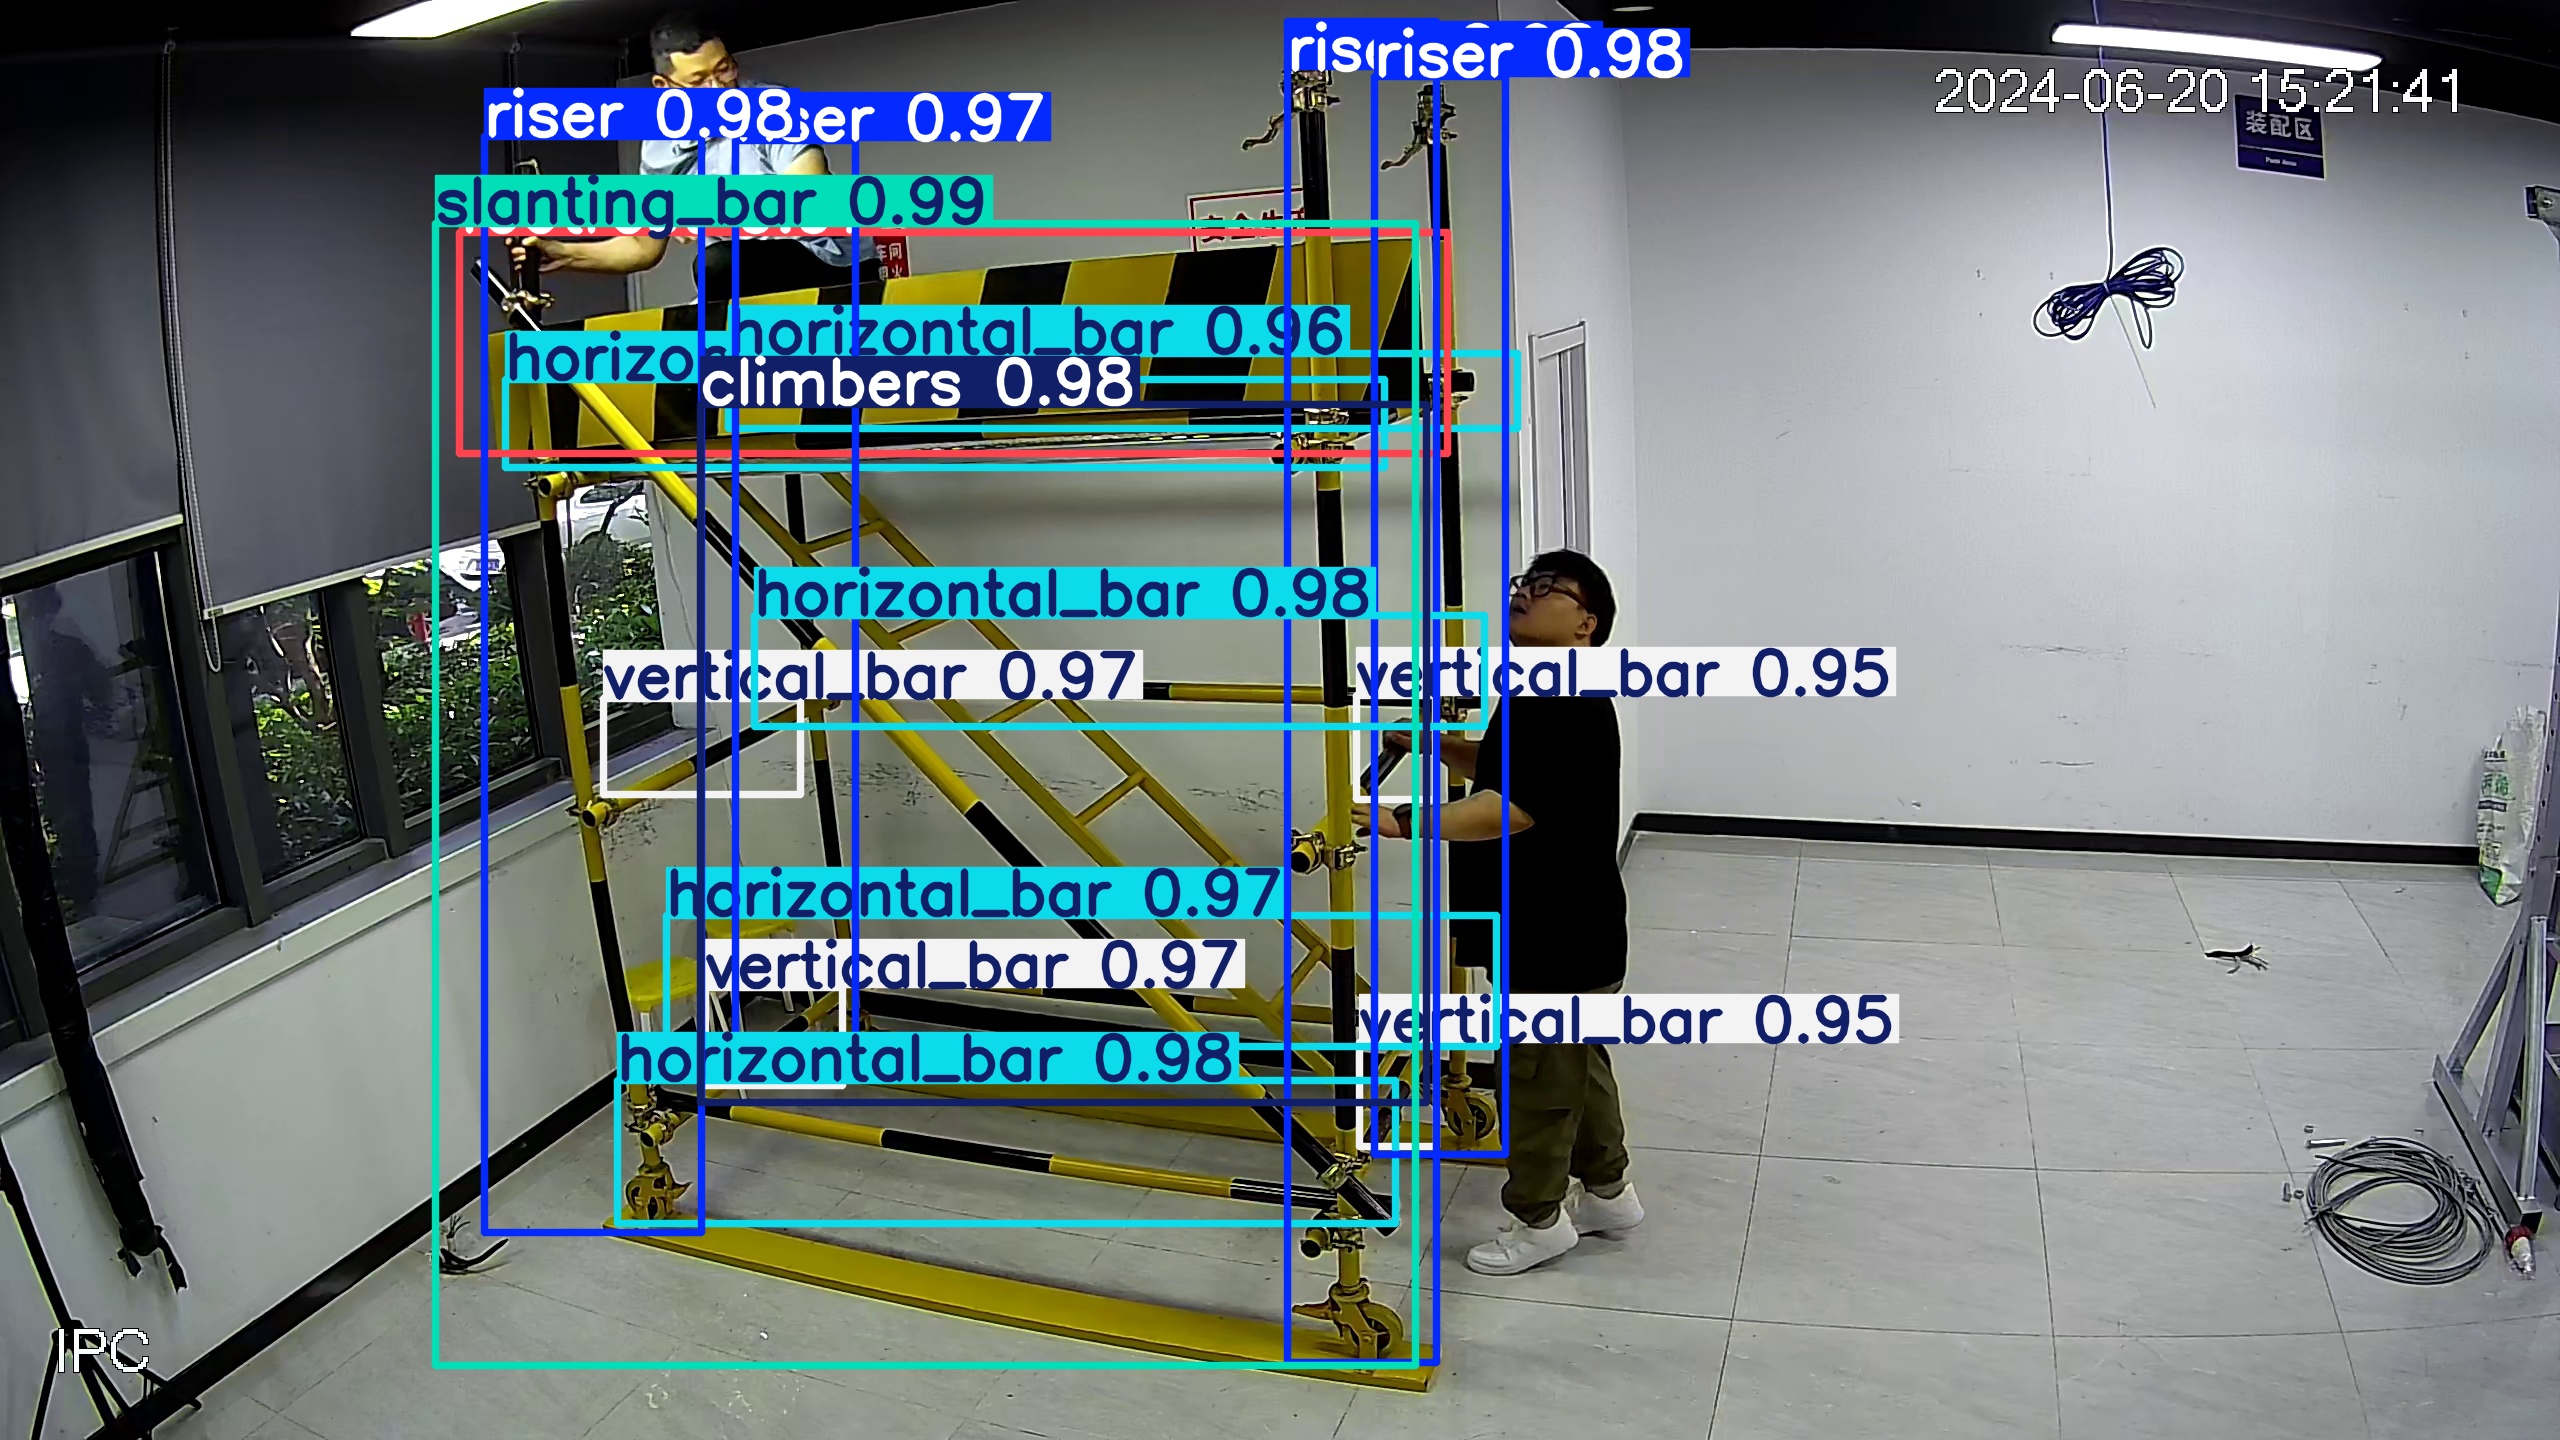 riser 0.98
2024-06-20 15:21:41
装配区
riser 0.98
0.97
slanting_bar 0.99
horizontal_bar 0.96
climbers 0.98
horizontal_bar 0.98
vertical_bar 0.97
vertical_bar 0.95
horizontal_bar 0.97
vertical_bar 0.97
vertical_bar 0.95
horizontal_bar 0.98
IPC